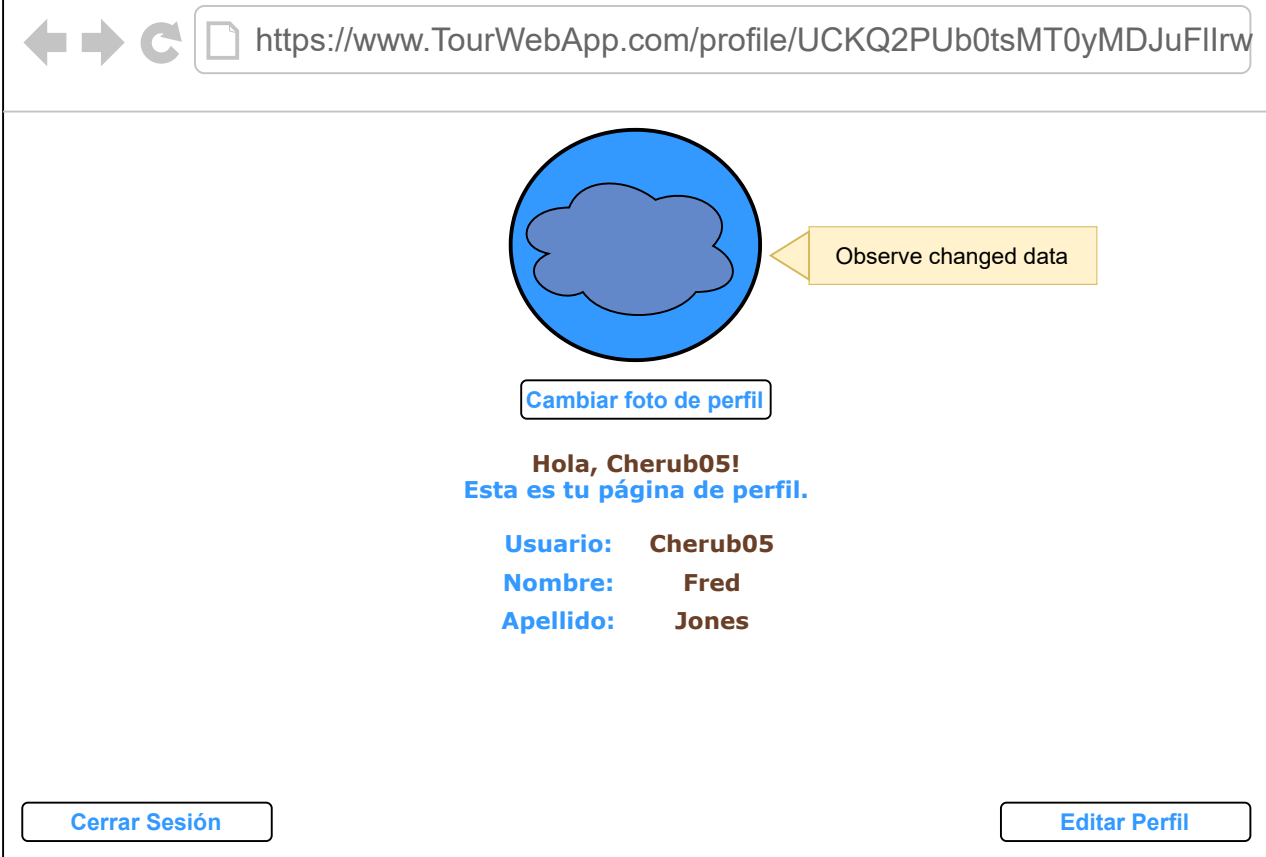 https://www.TourWebApp.com/profile/UCKQ2PUb0tsMT0yMDJuFlIrw
Observe changed data
Cambiar foto de perfil
Hola, Cherub05!
Esta es tu página de perfil.
Usuario: Cherub05
Nombre: Fred
Apellido: Jones
Cerrar Sesión
Editar Perfil